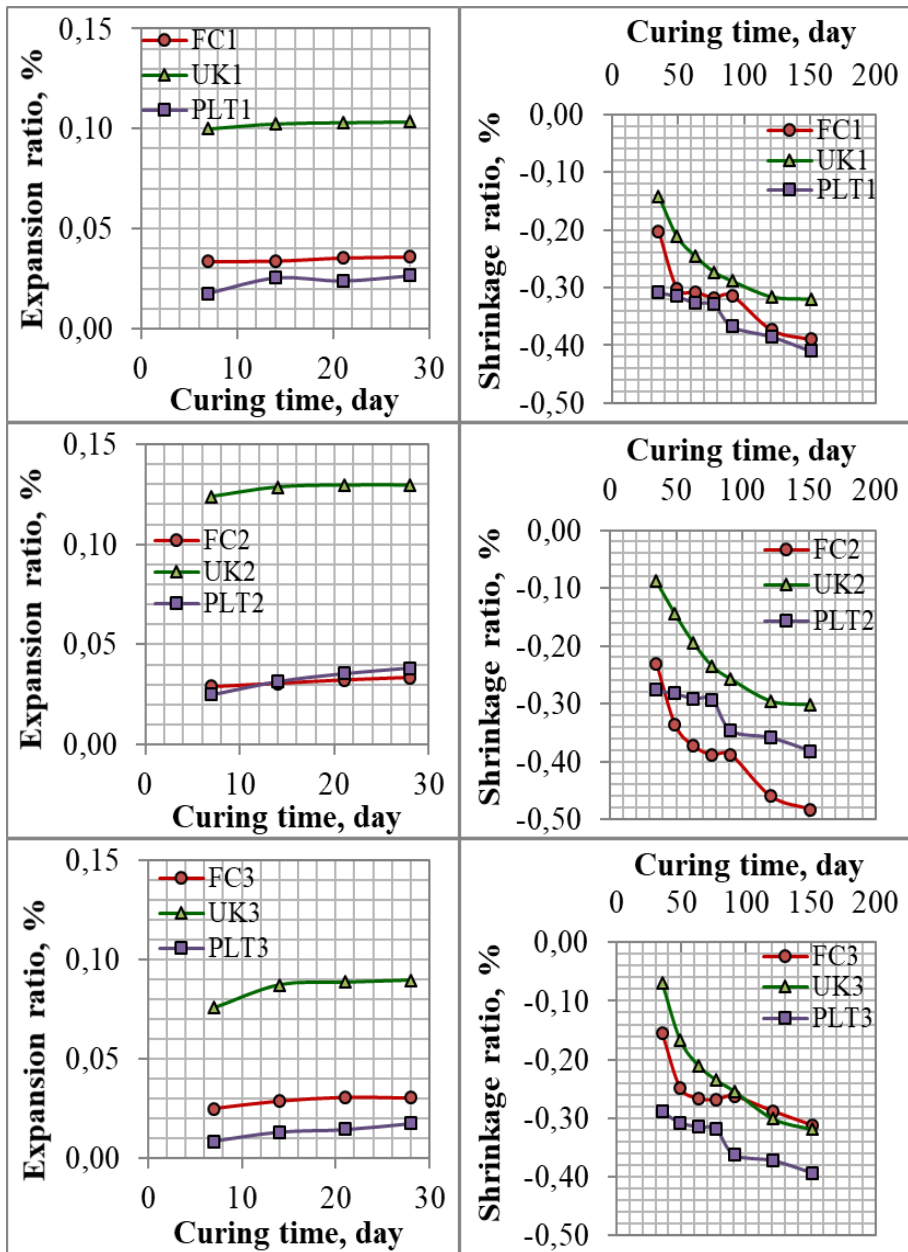 Expansion ratio, %
0,15
0,10
0,05
0,00
FC1
UK1
PLT1
0 10 20 30
Curing time, day
Curing time, day
0 50 100 150 200
Shrinkage ratio, %
0,00
-0,10
-0,20
-0,30
-0,40
-0,50
FC1
UK1
PLT1
Expansion ratio, %
0,15
0,10
0,05
0,00
FC2
UK2
PLT2
0 10 20 30
Curing time, day
Curing time, day
0 50 100 150 200
Shrinkage ratio, %
0,00
-0,10
-0,20
-0,30
-0,40
-0,50
FC2
UK2
PLT2
Expansion ratio, %
0,15
0,10
0,05
0,00
FC3
UK3
PLT3
0 10 20 30
Curing time, day
Curing time, day
0 50 100 150 200
Shrinkage ratio, %
0,00
-0,10
-0,20
-0,30
-0,40
-0,50
FC3
UK3
PLT3